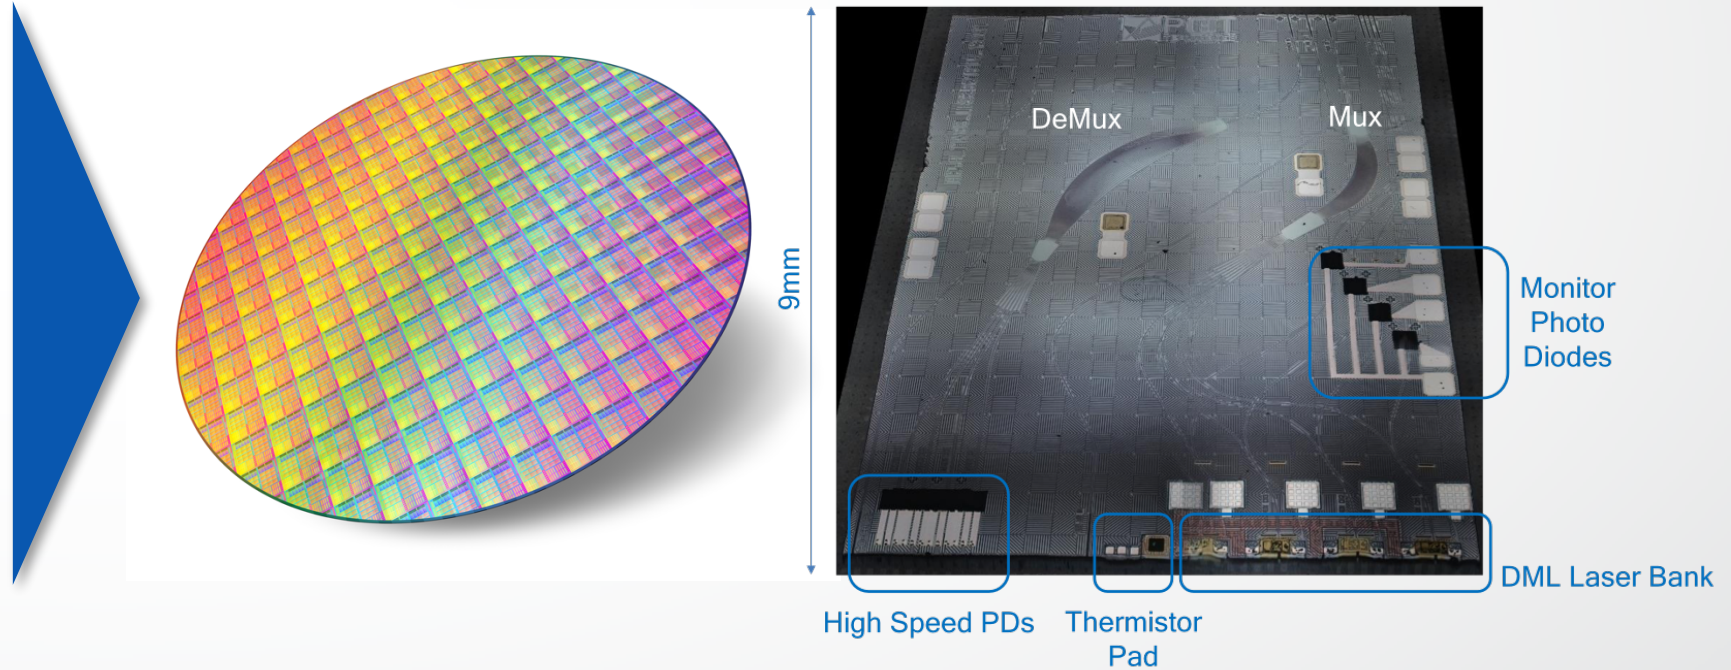 9mm
DeMux
Mux
Monitor
Photo
Diodes
DML Laser Bank
High Speed PDs
Thermistor
Pad